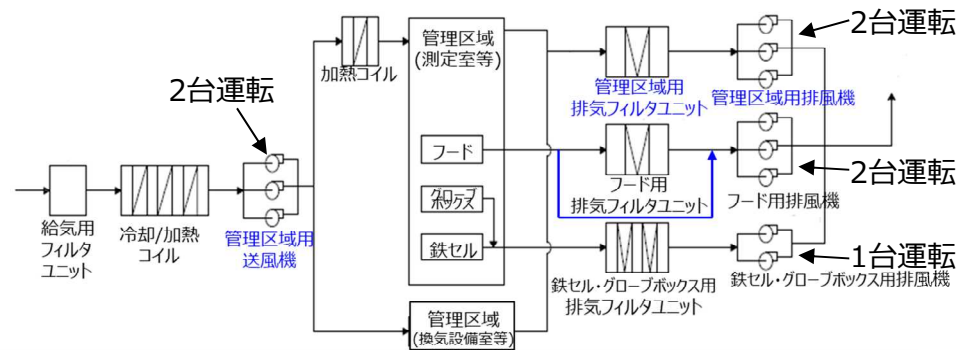 2台運転
給気用
フィルタ
ユニット
冷却/加熱
コイル
管理区域用
送風機
加熱コイル
管理区域
(測定室等)
フード
グローブ
ボックス
鉄セル
管理区域
(換気設備室等)
管理区域用
排気フィルタユニット
フード用
排気フィルタユニット
鉄セル・グローブボックス用
排気フィルタユニット
2台運転
管理区域用排風機
2台運転
フード用排風機
1台運転
鉄セル・グローブボックス用排風機